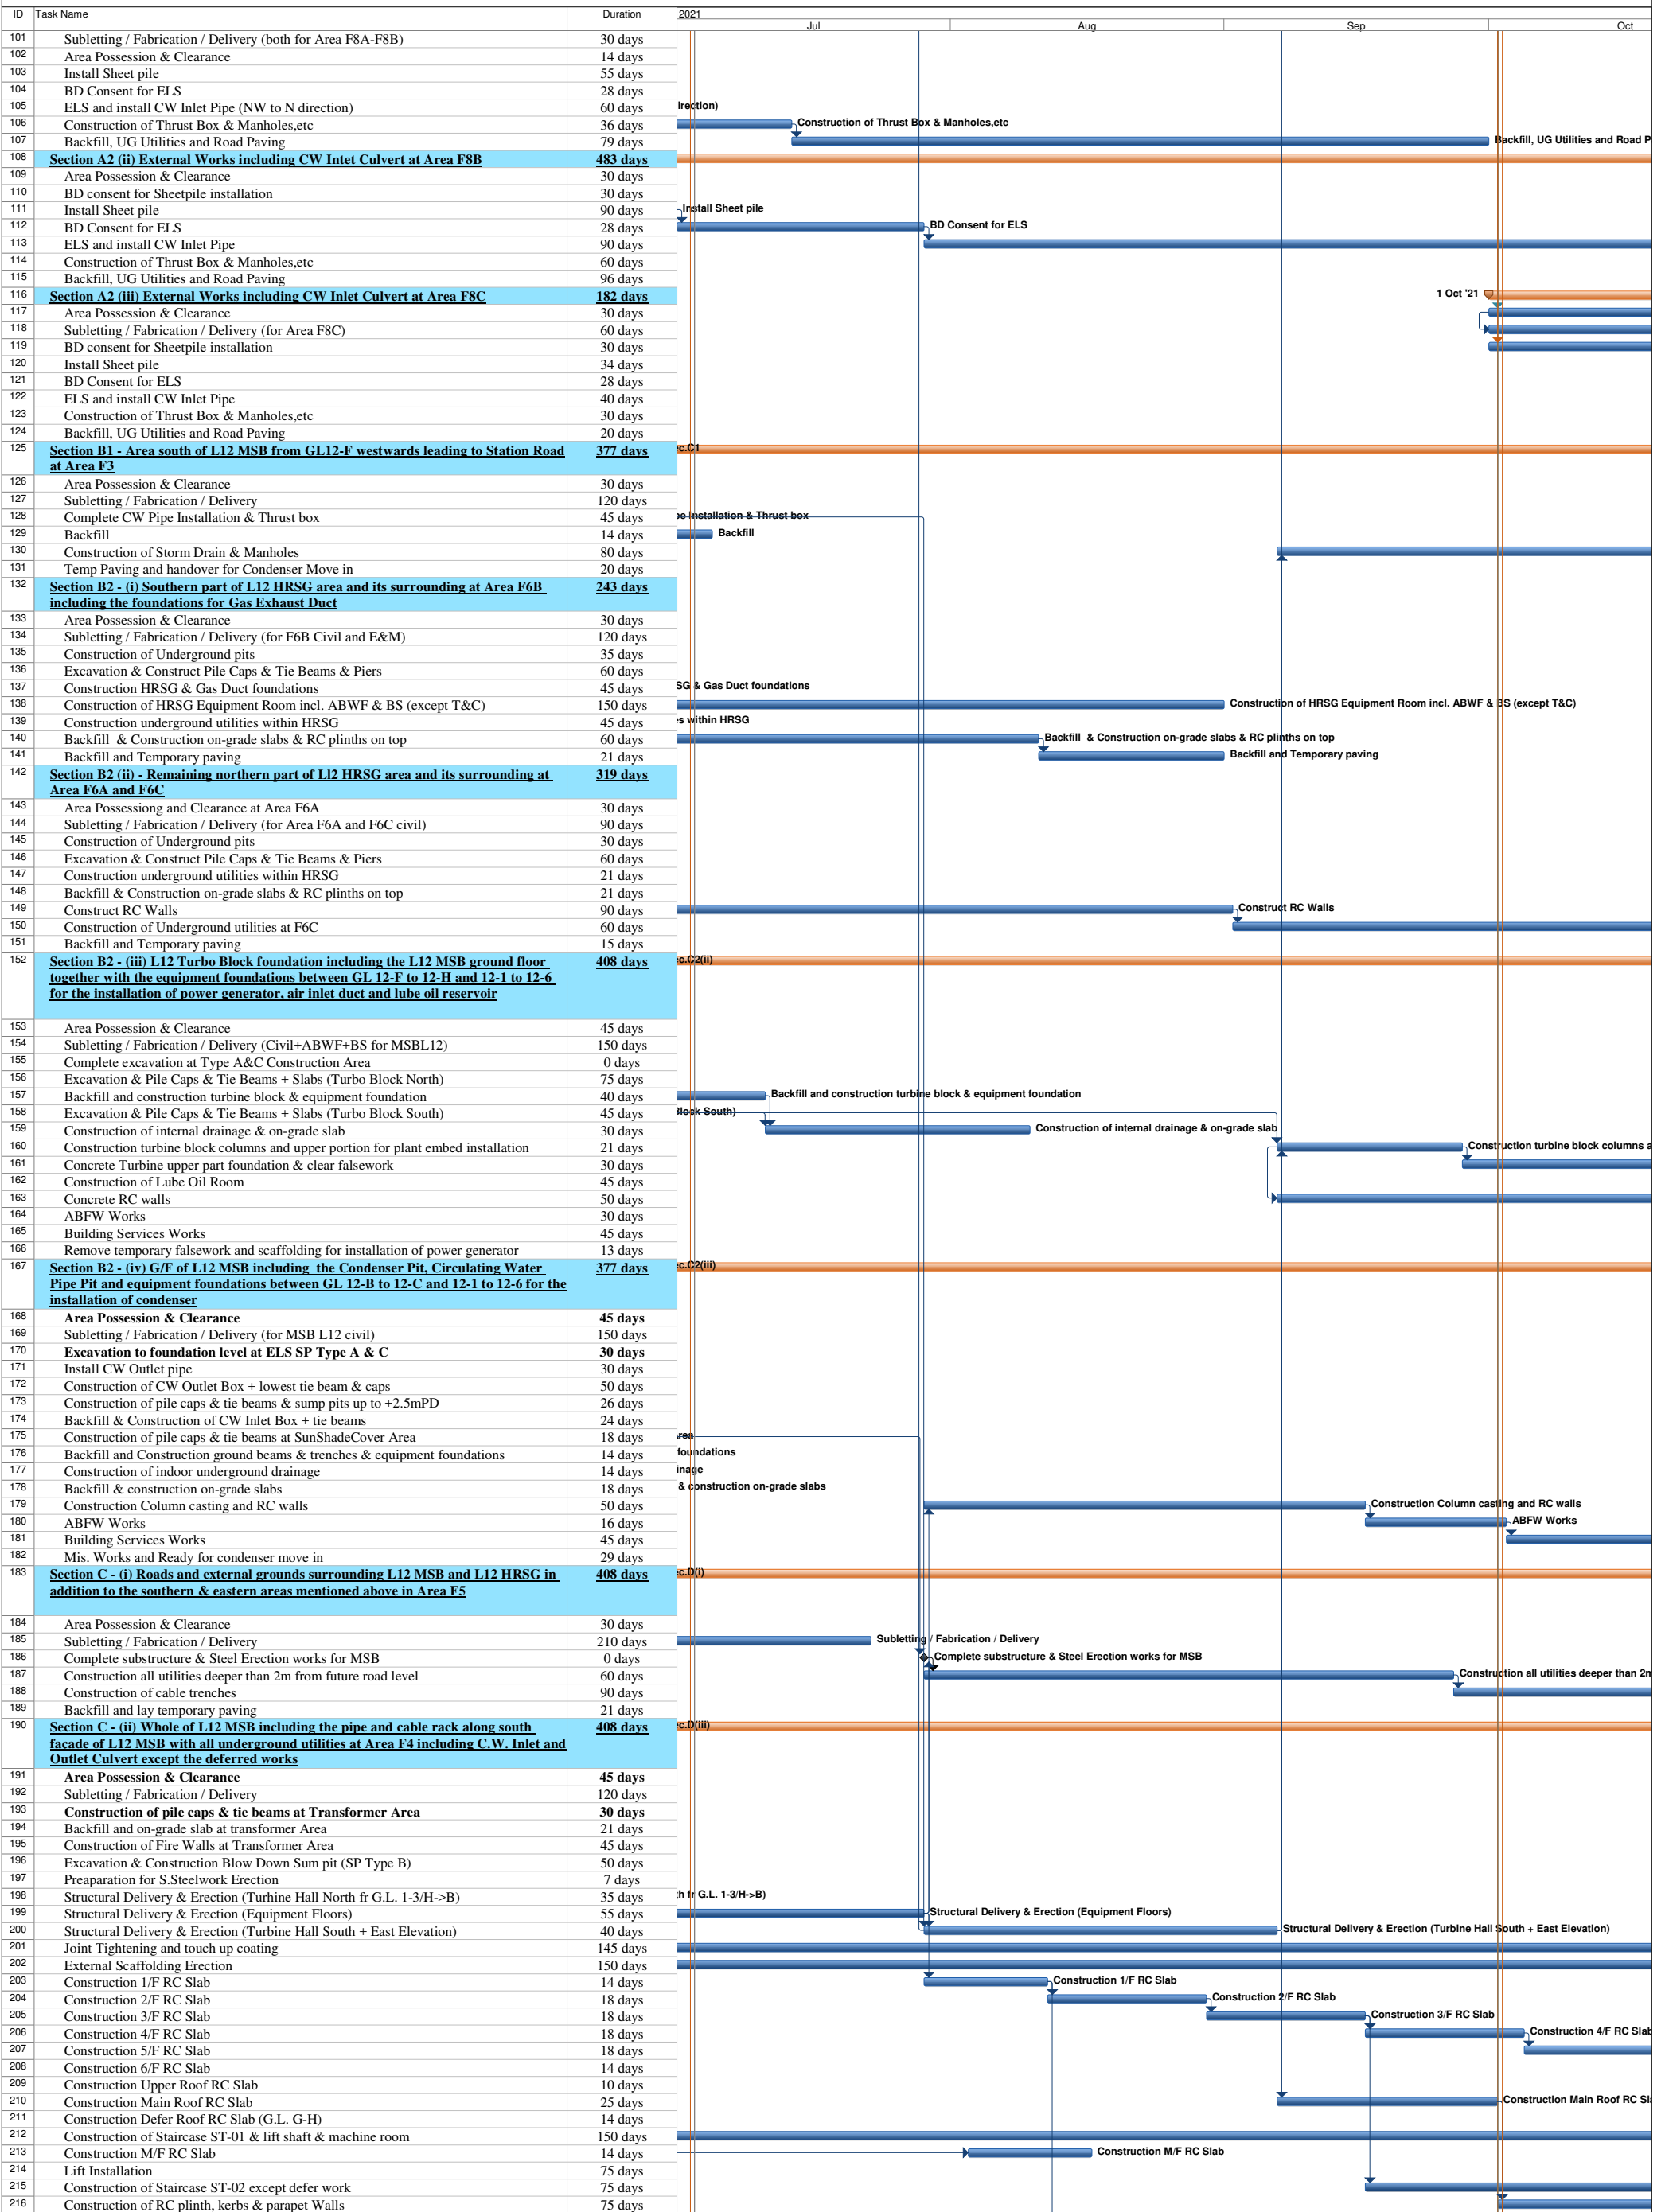 ID Task Name Duration 2021
Jul Aug Sep Oct
101 Subletting / Fabrication / Delivery (both for Area F8A-F8B) 30 days
102 Area Possession & Clearance 14 days
103 Install Sheet pile 55 days
104 BD Consent for ELS 28 days
105 ELS and install CW Inlet Pipe (NW to N direction) 60 days irection)
106 Construction of Thrust Box & Manholes,etc 36 days Construction of Thrust Box & Manholes,etc
107 Backfill, UG Utilities and Road Paving 79 days Backfill, UG Utilities and Road P
108 Section A2 (ii) External Works including CW Intet Culvert at Area F8B 483 days
109 Area Possession & Clearance 30 days
110 BD consent for Sheetpile installation 30 days
111 Install Sheet pile 90 days Install Sheet pile
112 BD Consent for ELS 28 days BD Consent for ELS
113 ELS and install CW Inlet Pipe 90 days
114 Construction of Thrust Box & Manholes,etc 60 days
115 Backfill, UG Utilities and Road Paving 96 days
116 Section A2 (iii) External Works including CW Inlet Culvert at Area F8C 182 days 1 Oct '21
117 Area Possession & Clearance 30 days
118 Subletting / Fabrication / Delivery (for Area F8C) 60 days
119 BD consent for Sheetpile installation 30 days
120 Install Sheet pile 34 days
121 BD Consent for ELS 28 days
122 ELS and install CW Inlet Pipe 40 days
123 Construction of Thrust Box & Manholes,etc 30 days
124 Backfill, UG Utilities and Road Paving 20 days
125 Section B1 - Area south of L12 MSB from GL12-F westwards leading to Station Road 377 days c.C1
at Area F3
126 Area Possession & Clearance 30 days
127 Subletting / Fabrication / Delivery 120 days
128 Complete CW Pipe Installation & Thrust box 45 days pe Installation & Thrust box
129 Backfill 14 days Backfill
130 Construction of Storm Drain & Manholes 80 days
131 Temp Paving and handover for Condenser Move in 20 days
132 Section B2 - (i) Southern part of L12 HRSG area and its surrounding at Area F6B 243 days
including the foundations for Gas Exhaust Duct
133 Area Possession & Clearance 30 days
134 Subletting / Fabrication / Delivery (for F6B Civil and E&M) 120 days
135 Construction of Underground pits 35 days
136 Excavation & Construct Pile Caps & Tie Beams & Piers 60 days
137 Construction HRSG & Gas Duct foundations 45 days SG & Gas Duct foundations
138 Construction of HRSG Equipment Room incl. ABWF & BS (except T&C) 150 days Construction of HRSG Equipment Room incl. ABWF & BS (except T&C)
139 Construction underground utilities within HRSG 45 days s within HRSG
140 Backfill & Construction on-grade slabs & RC plinths on top 60 days Backfill & Construction on-grade slabs & RC plinths on top
141 Backfill and Temporary paving 21 days Backfill and Temporary paving
142 Section B2 (ii) - Remaining northern part of Ll2 HRSG area and its surrounding at 319 days
Area F6A and F6C
143 Area Possessiong and Clearance at Area F6A 30 days
144 Subletting / Fabrication / Delivery (for Area F6A and F6C civil) 90 days
145 Construction of Underground pits 30 days
146 Excavation & Construct Pile Caps & Tie Beams & Piers 60 days
147 Construction underground utilities within HRSG 21 days
148 Backfill & Construction on-grade slabs & RC plinths on top 21 days
149 Construct RC Walls 90 days Construct RC Walls
150 Construction of Underground utilities at F6C 60 days
151 Backfill and Temporary paving 15 days
152 Section B2 - (iii) L12 Turbo Block foundation including the L12 MSB ground floor 408 days c.C2(ii)
together with the equipment foundations between GL 12-F to 12-H and 12-1 to 12-6
for the installation of power generator, air inlet duct and lube oil reservoir
153 Area Possession & Clearance 45 days
154 Subletting / Fabrication / Delivery (Civil+ABWF+BS for MSBL12) 150 days
155 Complete excavation at Type A&C Construction Area 0 days
156 Excavation & Pile Caps & Tie Beams + Slabs (Turbo Block North) 75 days
157 Backfill and construction turbine block & equipment foundation 40 days Backfill and construction turbine block & equipment foundation
158 Excavation & Pile Caps & Tie Beams + Slabs (Turbo Block South) 45 days Block South)
159 Construction of internal drainage & on-grade slab 30 days Construction of internal drainage & on-grade slab
160 Construction turbine block columns and upper portion for plant embed installation 21 days Construction turbine block columns a
161 Concrete Turbine upper part foundation & clear falsework 30 days
162 Construction of Lube Oil Room 45 days
163 Concrete RC walls 50 days
164 ABFW Works 30 days
165 Building Services Works 45 days
166 Remove temporary falsework and scaffolding for installation of power generator 13 days
167 Section B2 - (iv) G/F of L12 MSB including the Condenser Pit, Circulating Water 377 days c.C2(iii)
Pipe Pit and equipment foundations between GL 12-B to 12-C and 12-1 to 12-6 for the
installation of condenser
168 Area Possession & Clearance 45 days
169 Subletting / Fabrication / Delivery (for MSB L12 civil) 150 days
170 Excavation to foundation level at ELS SP Type A & C 30 days
171 Install CW Outlet pipe 30 days
172 Construction of CW Outlet Box + lowest tie beam & caps 50 days
173 Construction of pile caps & tie beams & sump pits up to +2.5mPD 26 days
174 Backfill & Construction of CW Inlet Box + tie beams 24 days
175 Construction of pile caps & tie beams at SunShadeCover Area 18 days rea
176 Backfill and Construction ground beams & trenches & equipment foundations 14 days foundations
177 Construction of indoor underground drainage 14 days inage
178 Backfill & construction on-grade slabs 18 days & construction on-grade slabs
179 Construction Column casting and RC walls 50 days Construction Column casting and RC walls
180 ABFW Works 16 days ABFW Works
181 Building Services Works 45 days
182 Mis. Works and Ready for condenser move in 29 days
183 Section C - (i) Roads and external grounds surrounding L12 MSB and L12 HRSG in 408 days c.D(i)
addition to the southern & eastern areas mentioned above in Area F5
184 Area Possession & Clearance 30 days
185 Subletting / Fabrication / Delivery 210 days Subletting / Fabrication / Delivery
186 Complete substructure & Steel Erection works for MSB 0 days Complete substructure & Steel Erection works for MSB
187 Construction all utilities deeper than 2m from future road level 60 days Construction all utilities deeper than 2m
188 Construction of cable trenches 90 days
189 Backfill and lay temporary paving 21 days
190 Section C - (ii) Whole of L12 MSB including the pipe and cable rack along south 408 days c.D(iii)
façade of L12 MSB with all underground utilities at Area F4 including C.W. Inlet and
Outlet Culvert except the deferred works
191 Area Possession & Clearance 45 days
192 Subletting / Fabrication / Delivery 120 days
193 Construction of pile caps & tie beams at Transformer Area 30 days
194 Backfill and on-grade slab at transformer Area 21 days
195 Construction of Fire Walls at Transformer Area 45 days
196 Excavation & Construction Blow Down Sum pit (SP Type B) 50 days
197 Preaparation for S.Steelwork Erection 7 days
198 Structural Delivery & Erection (Turhine Hall North fr G.L. 1-3/H->B) 35 days th fr G.L. 1-3/H->B)
199 Structural Delivery & Erection (Equipment Floors) 55 days Structural Delivery & Erection (Equipment Floors)
200 Structural Delivery & Erection (Turbine Hall South + East Elevation) 40 days Structural Delivery & Erection (Turbine Hall South + East Elevation)
201 Joint Tightening and touch up coating 145 days
202 External Scaffolding Erection 150 days
203 Construction 1/F RC Slab 14 days Construction 1/F RC Slab
204 Construction 2/F RC Slab 18 days Construction 2/F RC Slab
205 Construction 3/F RC Slab 18 days Construction 3/F RC Slab
206 Construction 4/F RC Slab 18 days Construction 4/F RC Slab
207 Construction 5/F RC Slab 18 days
208 Construction 6/F RC Slab 14 days
209 Construction Upper Roof RC Slab 10 days
210 Construction Main Roof RC Slab 25 days Construction Main Roof RC Sla
211 Construction Defer Roof RC Slab (G.L. G-H) 14 days
212 Construction of Staircase ST-01 & lift shaft & machine room 150 days
213 Construction M/F RC Slab 14 days Construction M/F RC Slab
214 Lift Installation 75 days
215 Construction of Staircase ST-02 except defer work 75 days
216 Construction of RC plinth, kerbs & parapet Walls 75 days